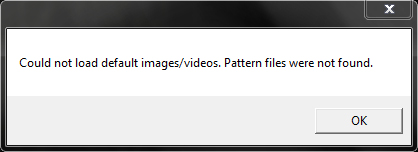 Could not load default images/videos. Pattern files were not found.
OK